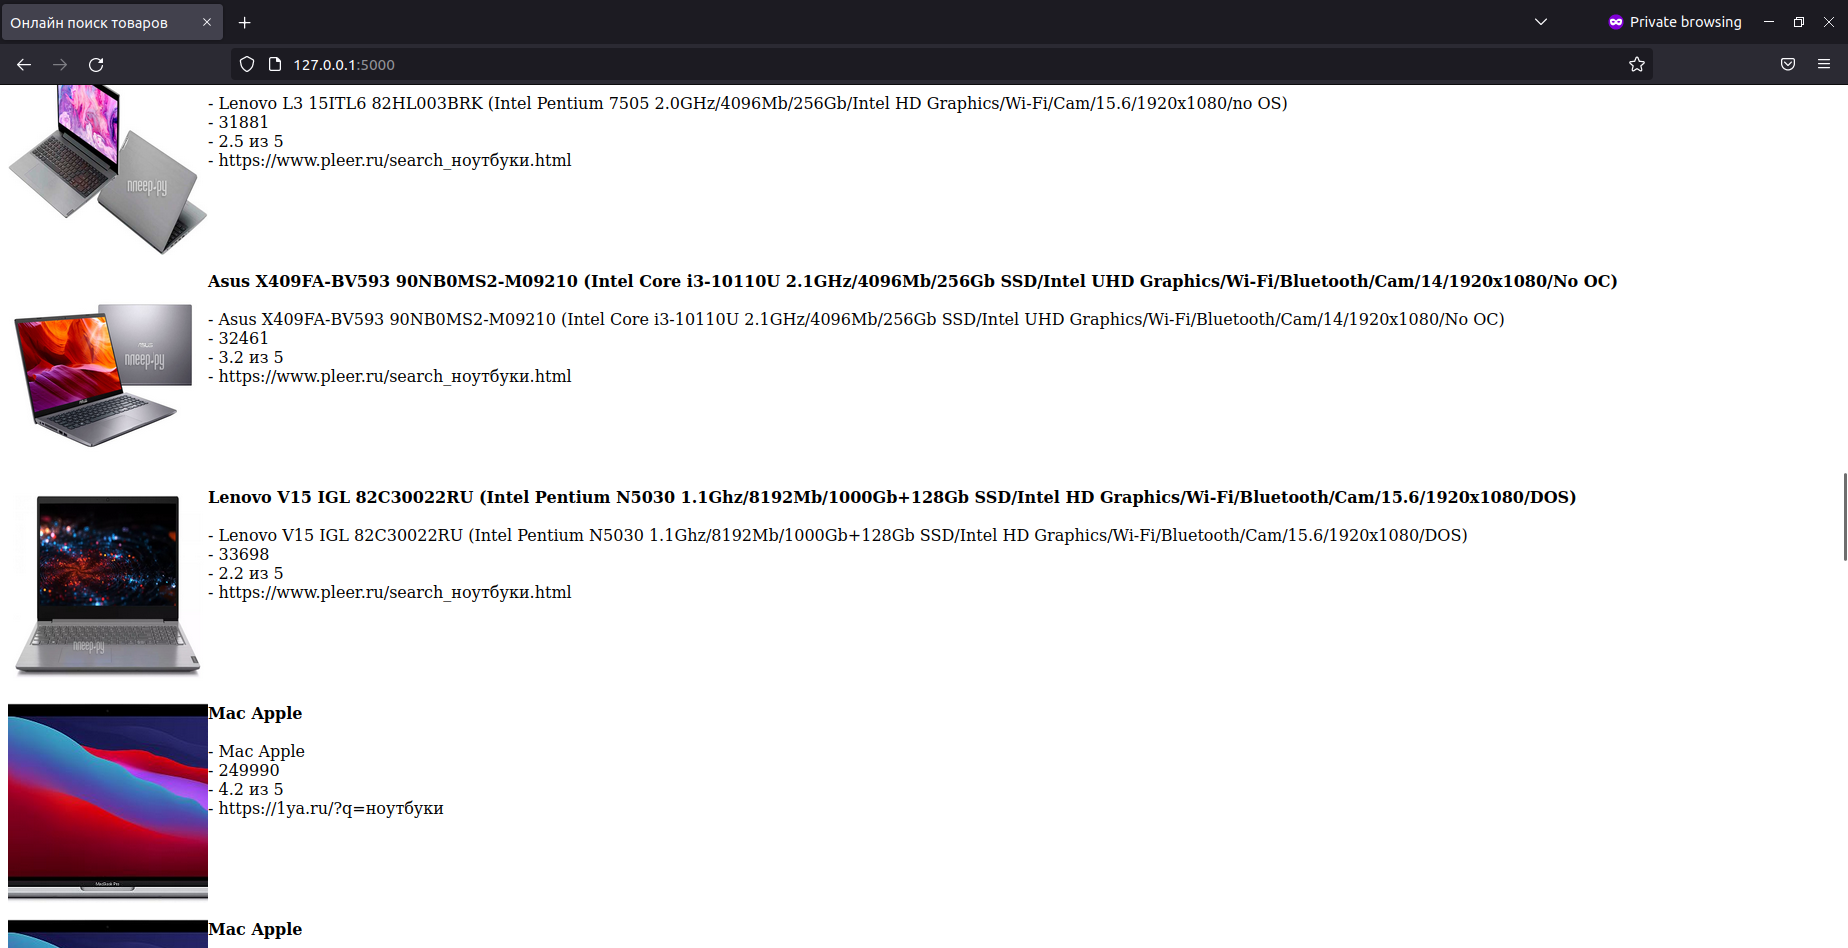 Онлайн поиск товаров
Private browsing
127.0.0.1:5000
- Lenovo L3 15ITL6 82HL003BRK (Intel Pentium 7505 2.0GHz/4096Mb/256Gb/Intel HD Graphics/Wi-Fi/Cam/15.6/1920x1080/no OS)
- 31881
- 2.5 из 5
- https://www.pleer.ru/search_ноутбуки.html
плеер.ру
Asus X409FA-BV593 90NB0MS2-M09210 (Intel Core i3-10110U 2.1GHz/4096Mb/256Gb SSD/Intel UHD Graphics/Wi-Fi/Bluetooth/Cam/14/1920x1080/No OC)
- Asus X409FA-BV593 90NB0MS2-M09210 (Intel Core i3-10110U 2.1GHz/4096Mb/256Gb SSD/Intel UHD Graphics/Wi-Fi/Bluetooth/Cam/14/1920x1080/No OC)
- 32461
- 3.2 из 5
- https://www.pleer.ru/search_ноутбуки.html
ASUS
плеер.ру
Lenovo V15 IGL 82C30022RU (Intel Pentium N5030 1.1Ghz/8192Mb/1000Gb+128Gb SSD/Intel HD Graphics/Wi-Fi/Bluetooth/Cam/15.6/1920x1080/DOS)
- Lenovo V15 IGL 82C30022RU (Intel Pentium N5030 1.1Ghz/8192Mb/1000Gb+128Gb SSD/Intel HD Graphics/Wi-Fi/Bluetooth/Cam/15.6/1920x1080/DOS)
- 33698
- 2.2 из 5
- https://www.pleer.ru/search_ноутбуки.html
плеер.ру
Mac Apple
- Mac Apple
- 249990
- 4.2 из 5
- https://1ya.ru/?q=ноутбуки
MacBook Pro
Mac Apple